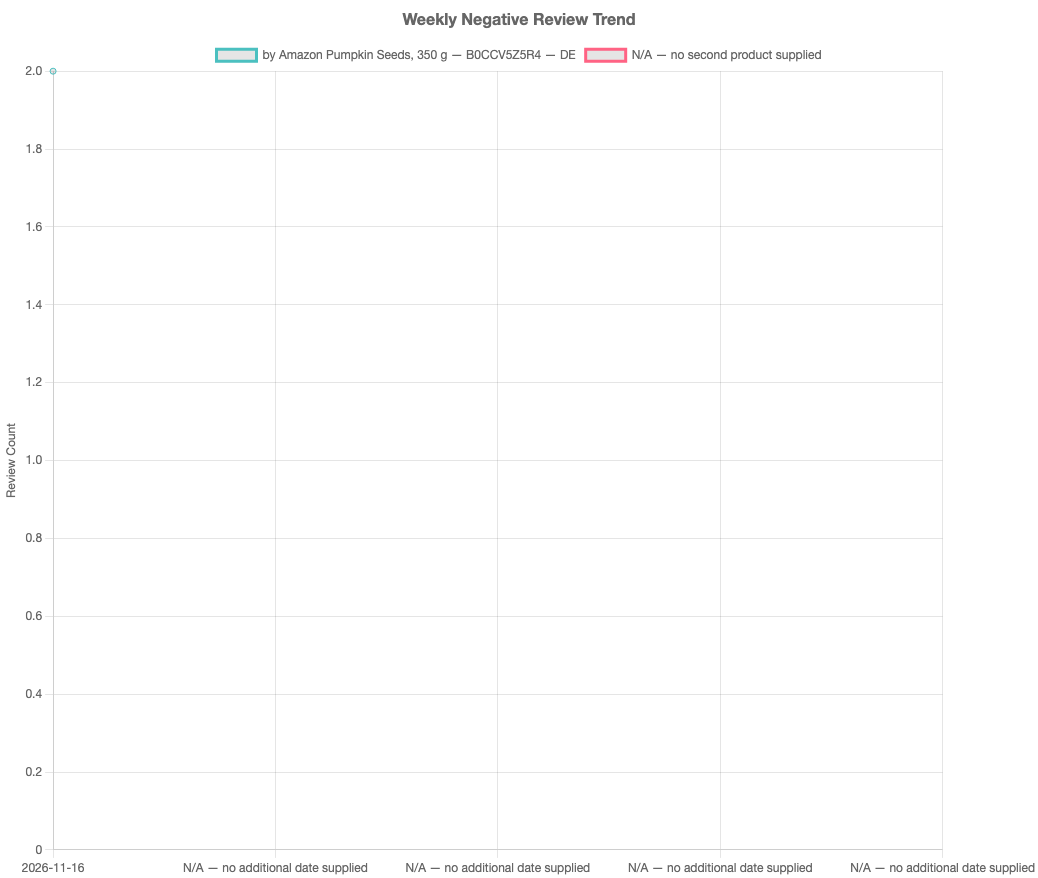 Weekly Negative Review Trend
by Amazon Pumpkin Seeds, 350 g — B0CCV5Z5R4 — DE
N/A — no second product supplied
2.0
1.8
1.6
1.4
1.2
1.0
0.8
0.6
0.4
0.2
0
Review Count
2026-11-16
N/A — no additional date supplied
N/A — no additional date supplied
N/A — no additional date supplied
N/A — no additional date supplied